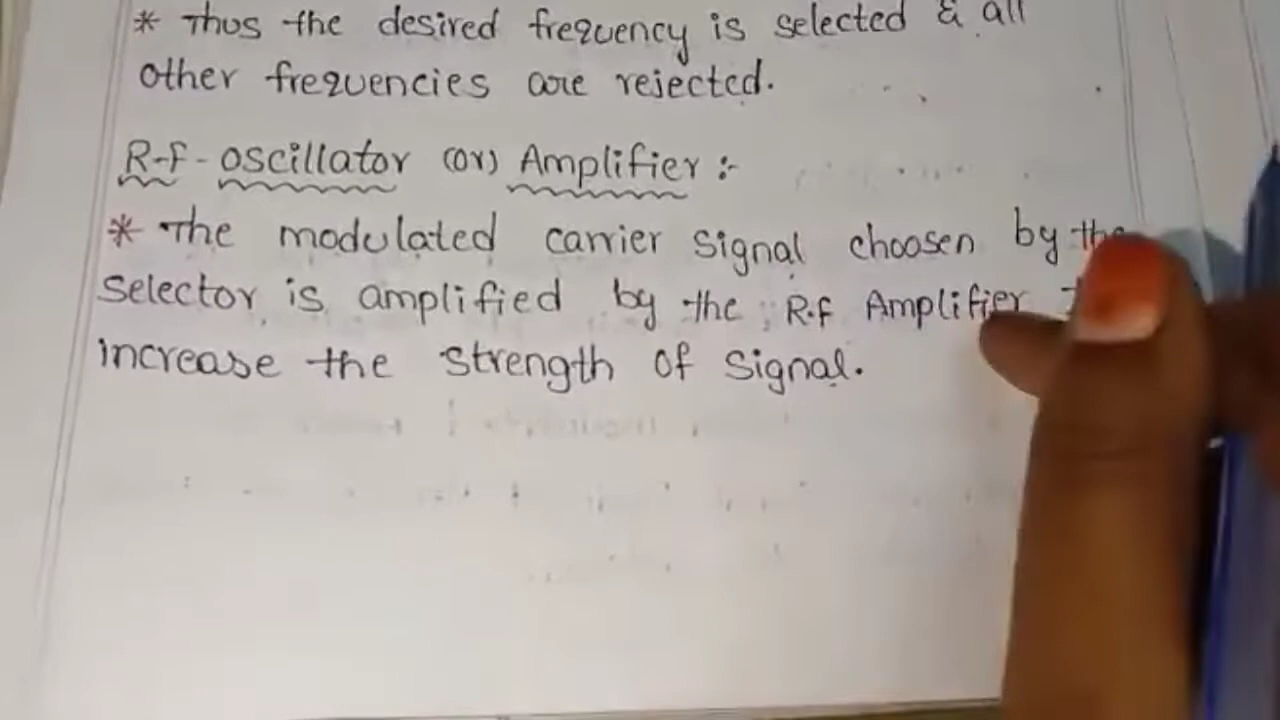 * Thus the desired frequency is selected & all
other frequencies are rejected.
R-f- oscillator (or) Amplifier :-
* The modulated carrier signal choosen by the
selector is amplified by the R.f Amplifier
increase the strength of signal.